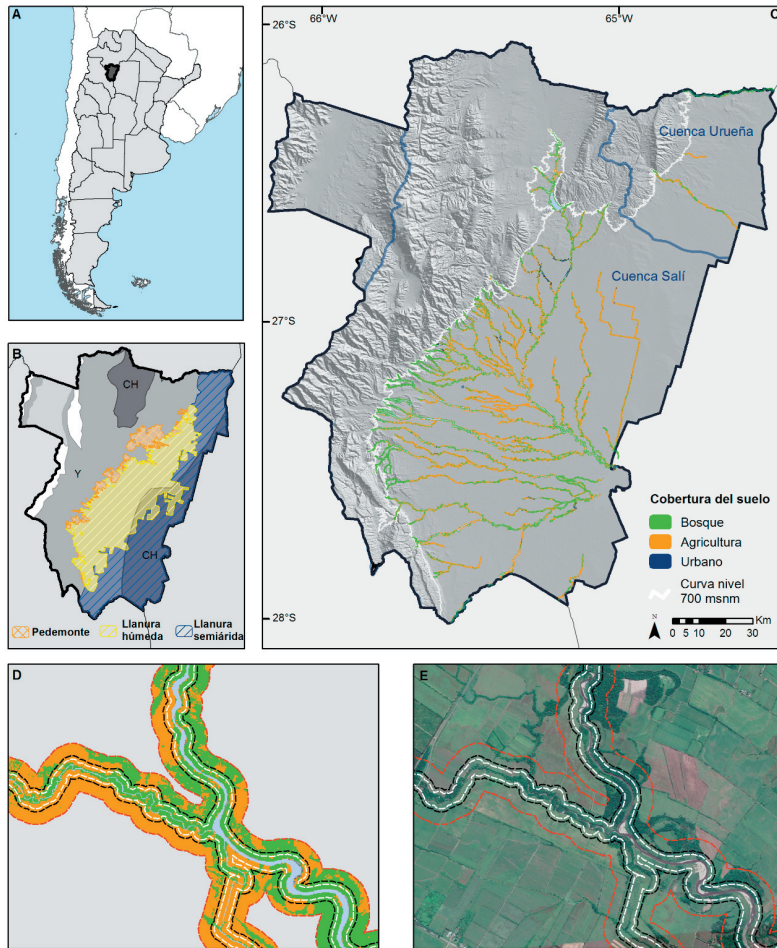 A
66°W
65°W
C
26°S
Cuenca Urueña
Cuenca Salí
27°S
B
CH
Y
CH
Pedemonte
Llanura
húmeda
Llanura
semiárida
Cobertura del suelo
Bosque
Agricultura
Urbano
Curva nivel
700 msnm
N
0 5 10 20 30
Km
28°S
D
E